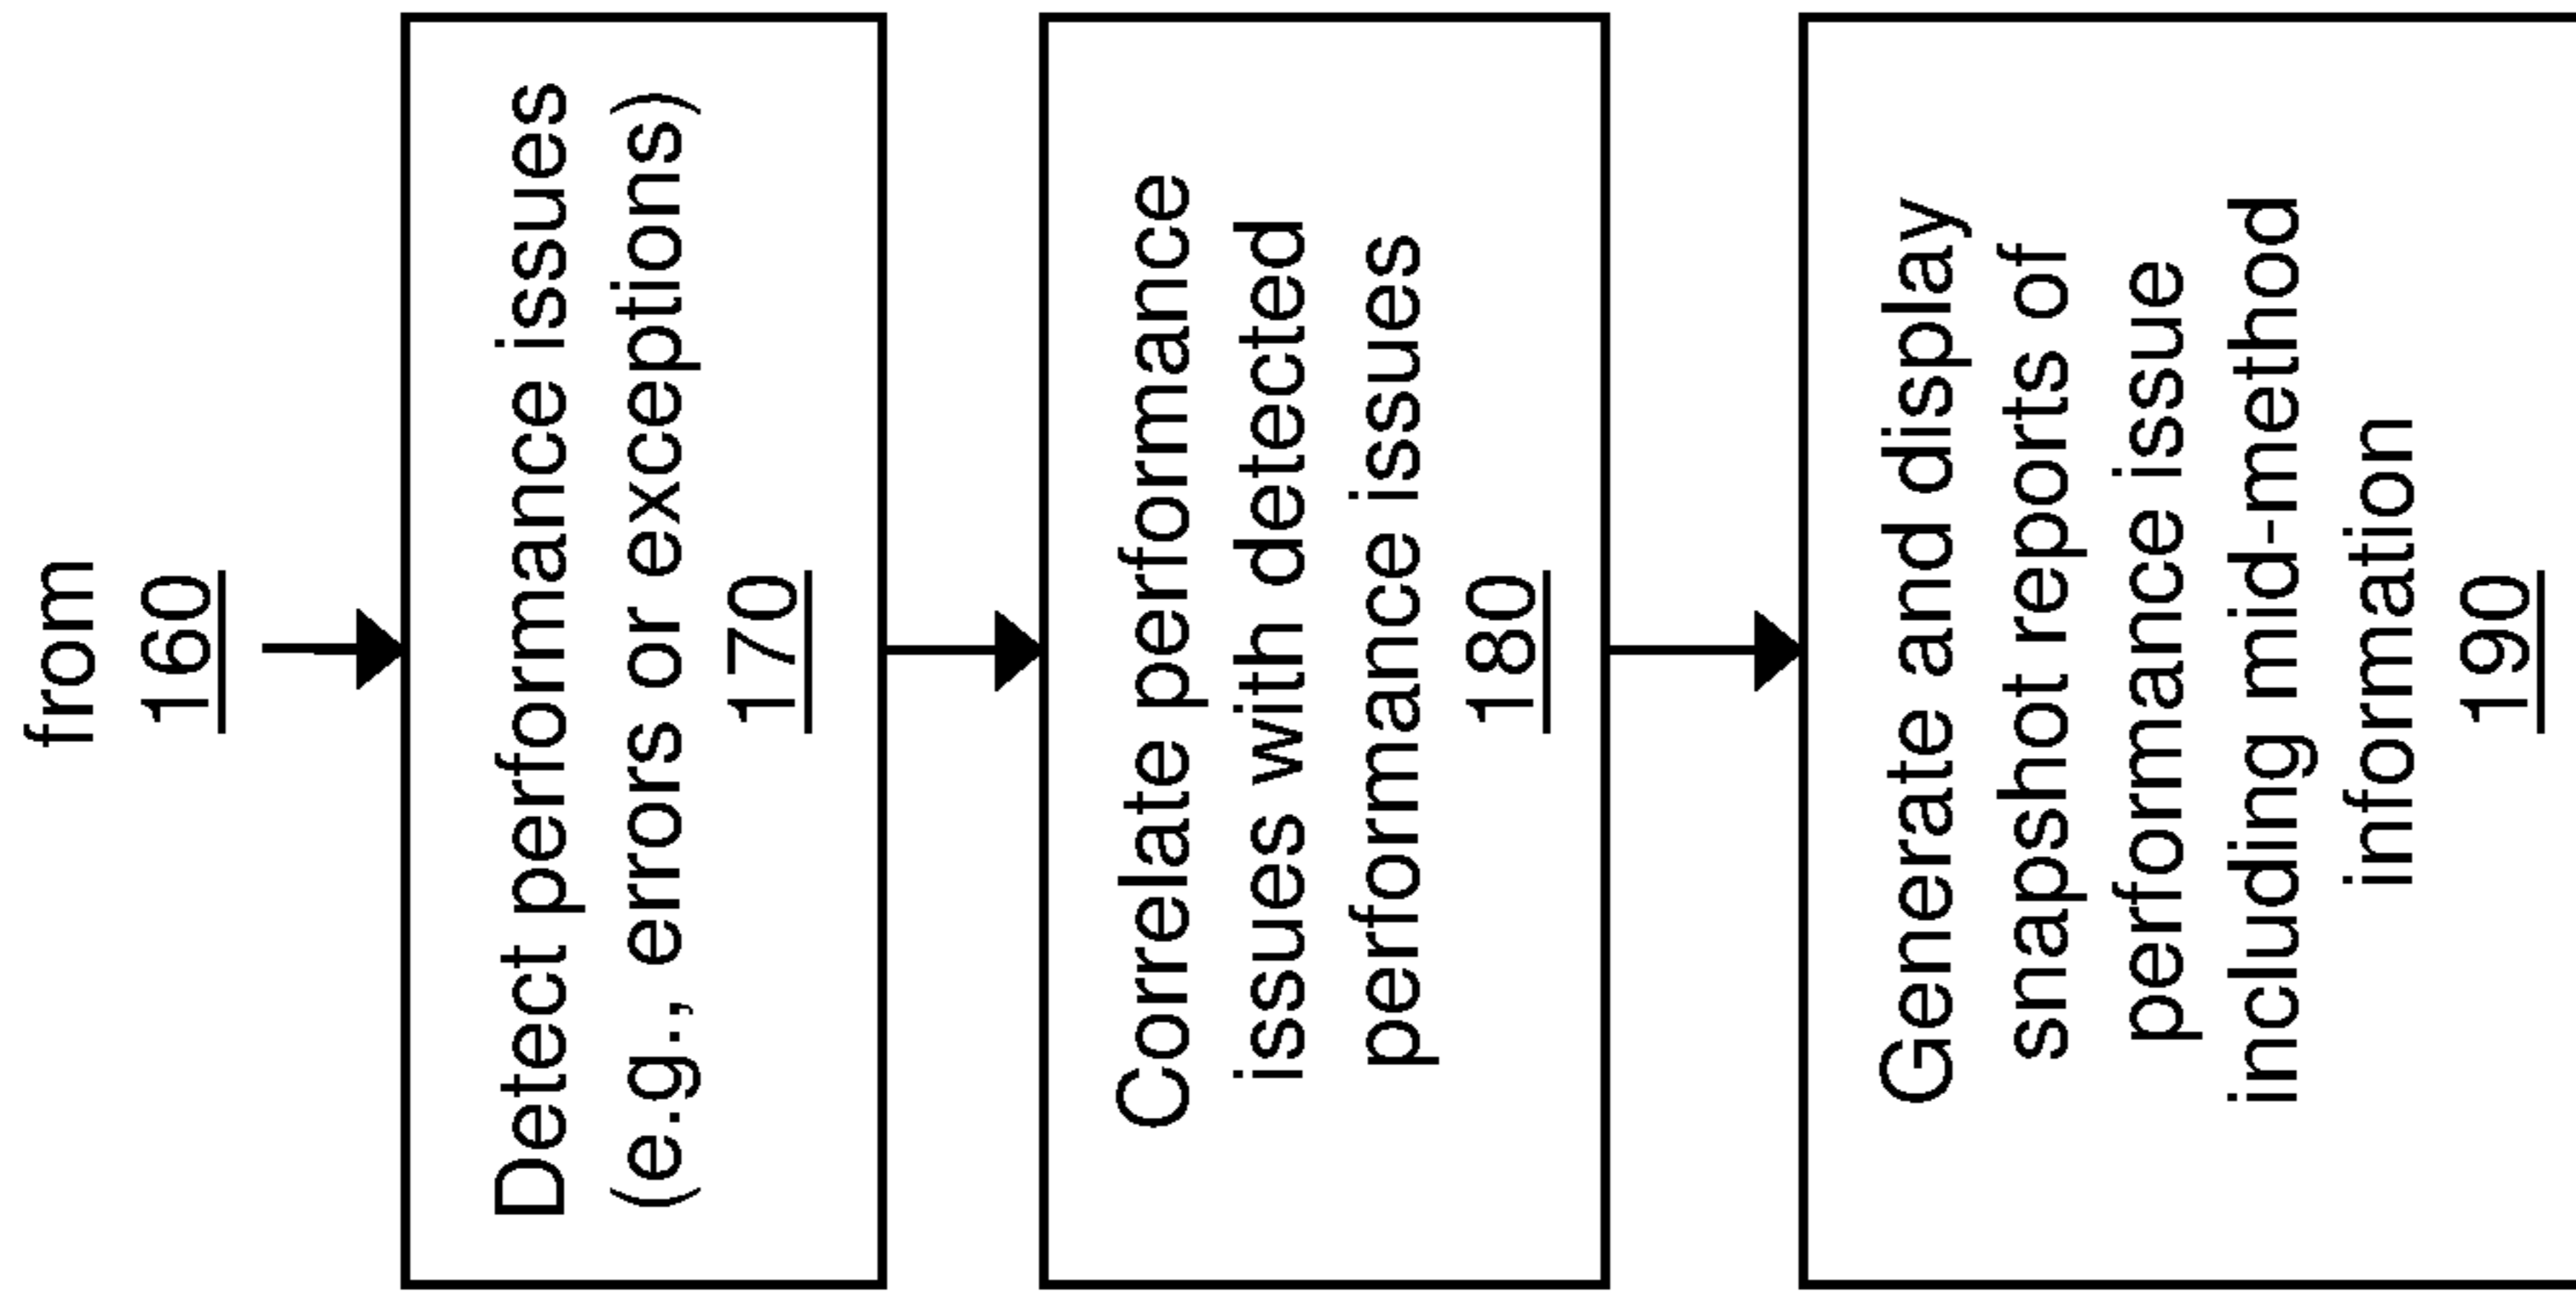 from
160
Detect performance issues
(e.g., errors or exceptions)
170
Correlate performance
issues with detected
performance issues
180
Generate and display
snapshot reports of
performance issue
including mid-method
information
190